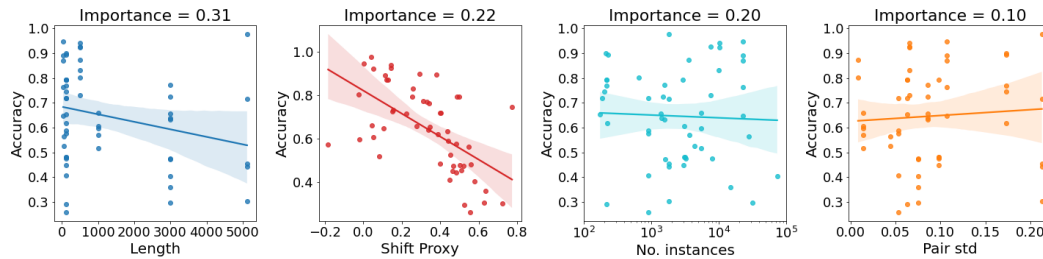 Importance = 0.31
Accuracy
1.0
0.9
0.8
0.7
0.6
0.5
0.4
0.3
0 1000 2000 3000 4000 5000
Length
Importance = 0.22
Accuracy
1.0
0.8
0.6
0.4
−0.2 0.0 0.2 0.4 0.6 0.8
Shift Proxy
Importance = 0.20
Accuracy
1.0
0.9
0.8
0.7
0.6
0.5
0.4
0.3
10² 10³ 10⁴ 10⁵
No. instances
Importance = 0.10
Accuracy
1.0
0.9
0.8
0.7
0.6
0.5
0.4
0.3
0.00 0.05 0.10 0.15 0.20
Pair std